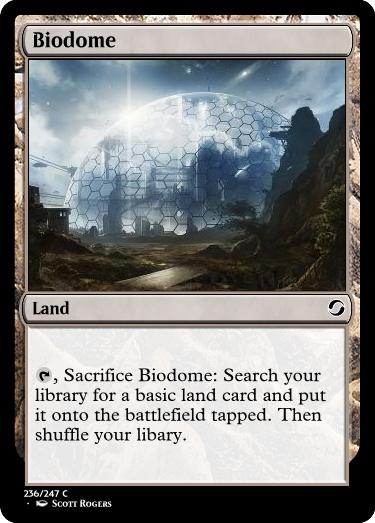 Biodome
Land
, Sacrifice Biodome: Search your
library for a basic land card and put
it onto the battlefield tapped. Then
shuffle your libary.
236/247 C
· Scott Rogers